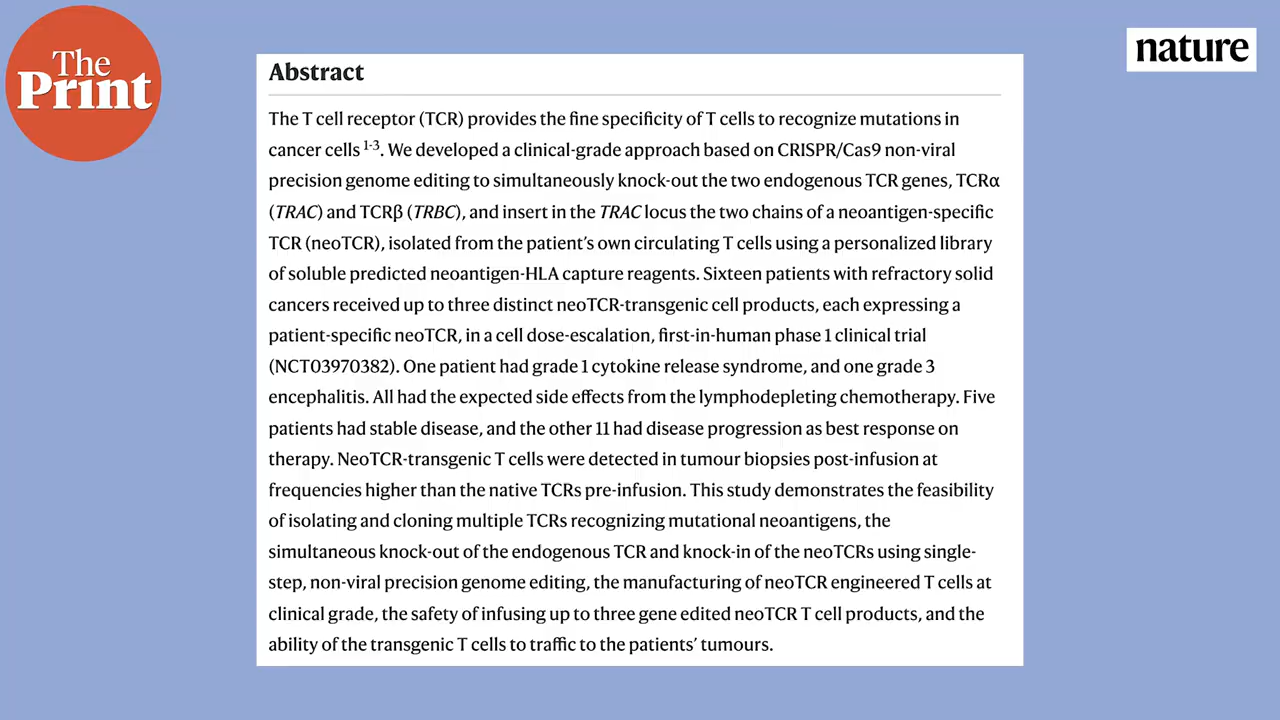 The
Print
nature
Abstract
The T cell receptor (TCR) provides the fine specificity of T cells to recognize mutations in
cancer cells 1-3. We developed a clinical-grade approach based on CRISPR/Cas9 non-viral
precision genome editing to simultaneously knock-out the two endogenous TCR genes, TCRα
(TRAC) and TCRβ (TRBC), and insert in the TRAC locus the two chains of a neoantigen-specific
TCR (neoTCR), isolated from the patient's own circulating T cells using a personalized library
of soluble predicted neoantigen-HLA capture reagents. Sixteen patients with refractory solid
cancers received up to three distinct neoTCR-transgenic cell products, each expressing a
patient-specific neoTCR, in a cell dose-escalation, first-in-human phase 1 clinical trial
(NCT03970382). One patient had grade 1 cytokine release syndrome, and one grade 3
encephalitis. All had the expected side effects from the lymphodepleting chemotherapy. Five
patients had stable disease, and the other 11 had disease progression as best response on
therapy. NeoTCR-transgenic T cells were detected in tumour biopsies post-infusion at
frequencies higher than the native TCRs pre-infusion. This study demonstrates the feasibility
of isolating and cloning multiple TCRs recognizing mutational neoantigens, the
simultaneous knock-out of the endogenous TCR and knock-in of the neoTCRs using single-
step, non-viral precision genome editing, the manufacturing of neoTCR engineered T cells at
clinical grade, the safety of infusing up to three gene edited neoTCR T cell products, and the
ability of the transgenic T cells to traffic to the patients' tumours.